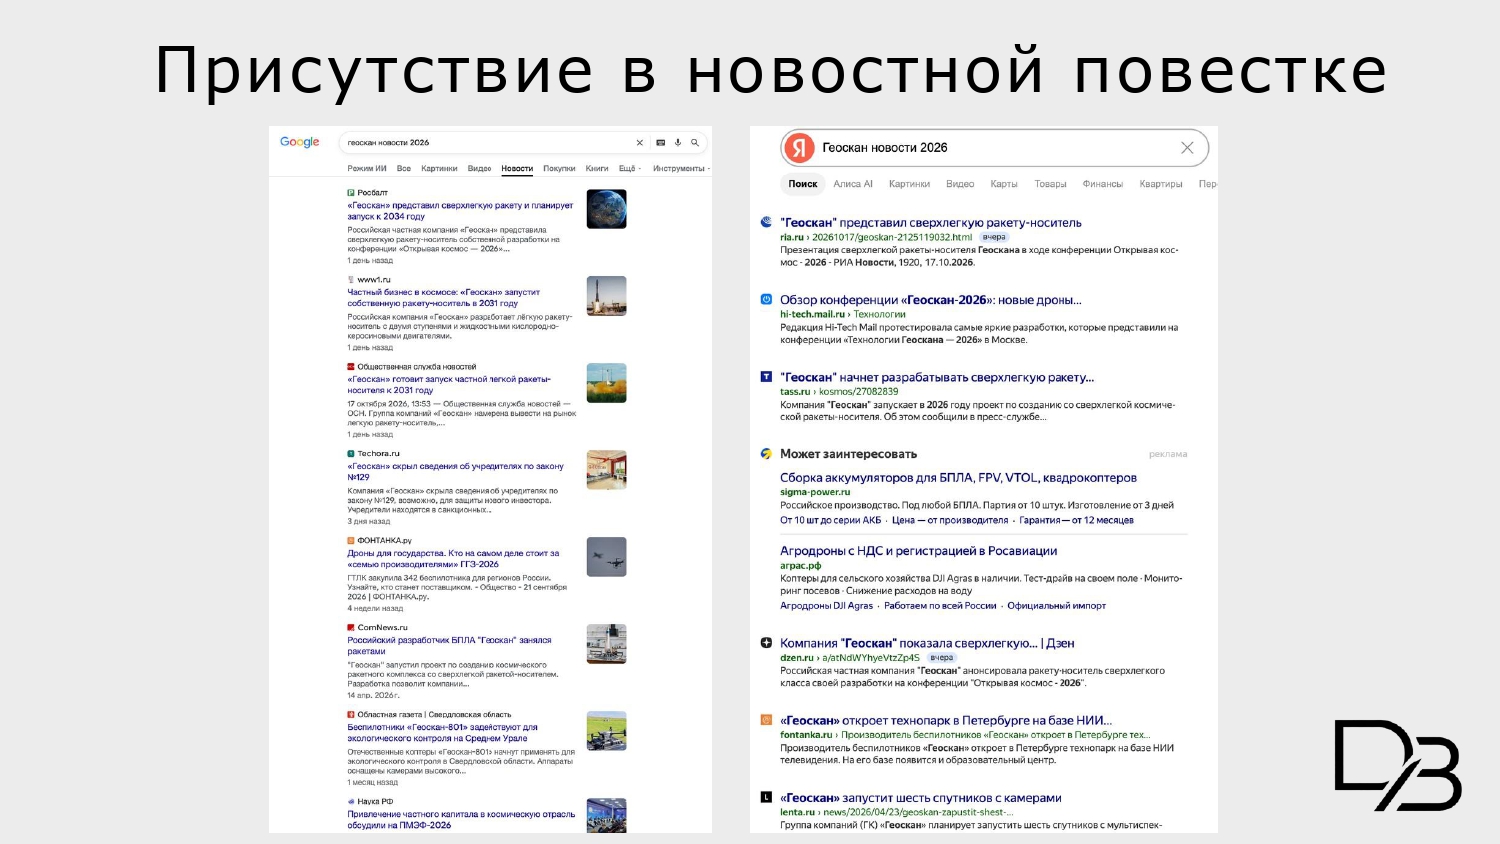 Присутствие в новостной повестке
Google
геоскан новости 2026
Режим ИИ Все Картинки Видео Новости Покупки Книги Ещё Инструменты
Росбалт
«Геоскан» представил сверхлегкую ракету и планирует
запуск к 2034 году
Российская частная компания «Геоскан» представила
сверхлегкую ракету-носитель собственной разработки на
конференции «Открывая космос — 2026»...
1 день назад
www1.ru
Частный бизнес в космосе: «Геоскан» запустит
собственную ракету-носитель в 2031 году
Российская компания «Геоскан» разработает лёгкую ракету-
носитель с двумя ступенями и жидкостными кислородно-
керосиновыми двигателями.
1 день назад
Общественная служба новостей
«Геоскан» готовит запуск частной легкой ракеты-
носителя к 2031 году
17 октября 2026, 13:53 — Общественная служба новостей —
ОСН. Группа компаний «Геоскан» намерена вывести на рынок
легкую ракету-носитель,...
1 день назад
Techora.ru
«Геоскан» скрыл сведения об учредителях по закону
№129
Компания «Геоскан» скрыла сведения об учредителях по
закону №129, возможно, для защиты нового инвестора.
Учредители находятся в санкционных...
3 дня назад
ФОНТАНКА.ру
Дроны для государства. Кто на самом деле стоит за
«семью производителями» ГГЗ-2026
ГТЛК закупила 342 беспилотника для регионов России.
Узнайте, кто станет поставщиком. - Общество - 21 сентября
2026 | ФОНТАНКА.ру.
4 недели назад
ComNews.ru
Российский разработчик БПЛА "Геоскан" занялся
ракетами
"Геоскан" запустил проект по созданию космического
ракетного комплекса со сверхлегкой ракетой-носителем.
Разработка позволит компании...
14 апр. 2026 г.
Областная газета | Свердловская область
Беспилотники «Геоскан-801» задействуют для
экологического контроля на Среднем Урале
Отечественные коптеры «Геоскан-801» начнут применять для
экологического контроля в Свердловской области. Аппараты
оснащены камерами высокого...
1 месяц назад
Наука РФ
Привлечение частного капитала в космическую отрасль
обсудили на ПМЭФ-2026
Я
Геоскан новости 2026
Поиск Алиса AI Картинки Видео Карты Товары Финансы Квартиры Пер
"Геоскан" представил сверхлегкую ракету-носитель
ria.ru › 20261017/geoskan-2125119032.html вчера
Презентация сверхлегкой ракеты-носителя Геоскана в ходе конференции Открывая кос-
мос - 2026 - РИА Новости, 1920, 17.10.2026.
Обзор конференции «Геоскан-2026»: новые дроны...
hi-tech.mail.ru › Технологии
Редакция Hi-Tech Mail протестировала самые яркие разработки, которые представили на
конференции «Технологии Геоскана — 2026» в Москве.
"Геоскан" начнет разрабатывать сверхлегкую ракету...
tass.ru › kosmos/27082839
Компания "Геоскан" запускает в 2026 году проект по созданию со сверхлегкой космиче-
ской ракеты-носителя. Об этом сообщили в пресс-службе...
Может заинтересовать реклама
Сборка аккумуляторов для БПЛА, FPV, VTOL, квадрокоптеров
sigma-power.ru
Российское производство. Под любой БПЛА. Партия от 10 штук. Изготовление от 3 дней
От 10 шт до серии АКБ · Цена — от производителя · Гарантия — от 12 месяцев
Агродроны с НДС и регистрацией в Росавиации
аграс.рф
Коптеры для сельского хозяйства DJI Agras в наличии. Тест-драйв на своем поле · Монито-
ринг посевов · Снижение расходов на воду
Агродроны DJI Agras · Работаем по всей России · Официальный импорт
Компания "Геоскан" показала сверхлегкую... | Дзен
dzen.ru › a/atNdWYhyeVtzZp4S вчера
Российская частная компания "Геоскан" анонсировала ракету-носитель сверхлегкого
класса своей разработки на конференции "Открывая космос - 2026".
«Геоскан» откроет технопарк в Петербурге на базе НИИ...
fontanka.ru › Производитель беспилотников «Геоскан» откроет в Петербурге тех...
Производитель беспилотников «Геоскан» откроет в Петербурге технопарк на базе НИИ
телевидения. На его базе появится и образовательный центр.
«Геоскан» запустит шесть спутников с камерами
lenta.ru › news/2026/04/23/geoskan-zapustit-shest-...
Группа компаний (ГК) «Геоскан» планирует запустить шесть спутников с мультиспек-
DB